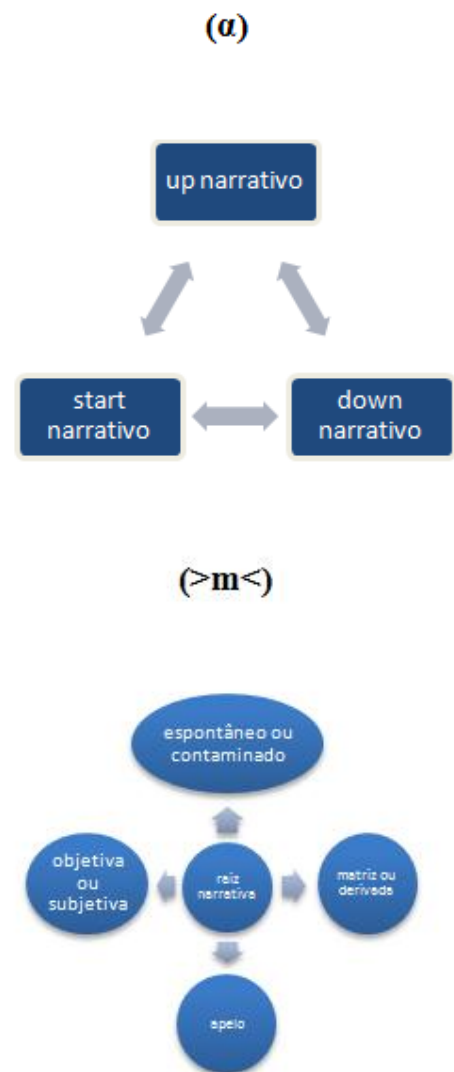 (α)
up narrativo
start
narrativo
down
narrativo
(>m<)
espontâneo ou
contaminado
objetiva
ou
subjetiva
raiz
narrativa
matriz ou
derivada
apelo